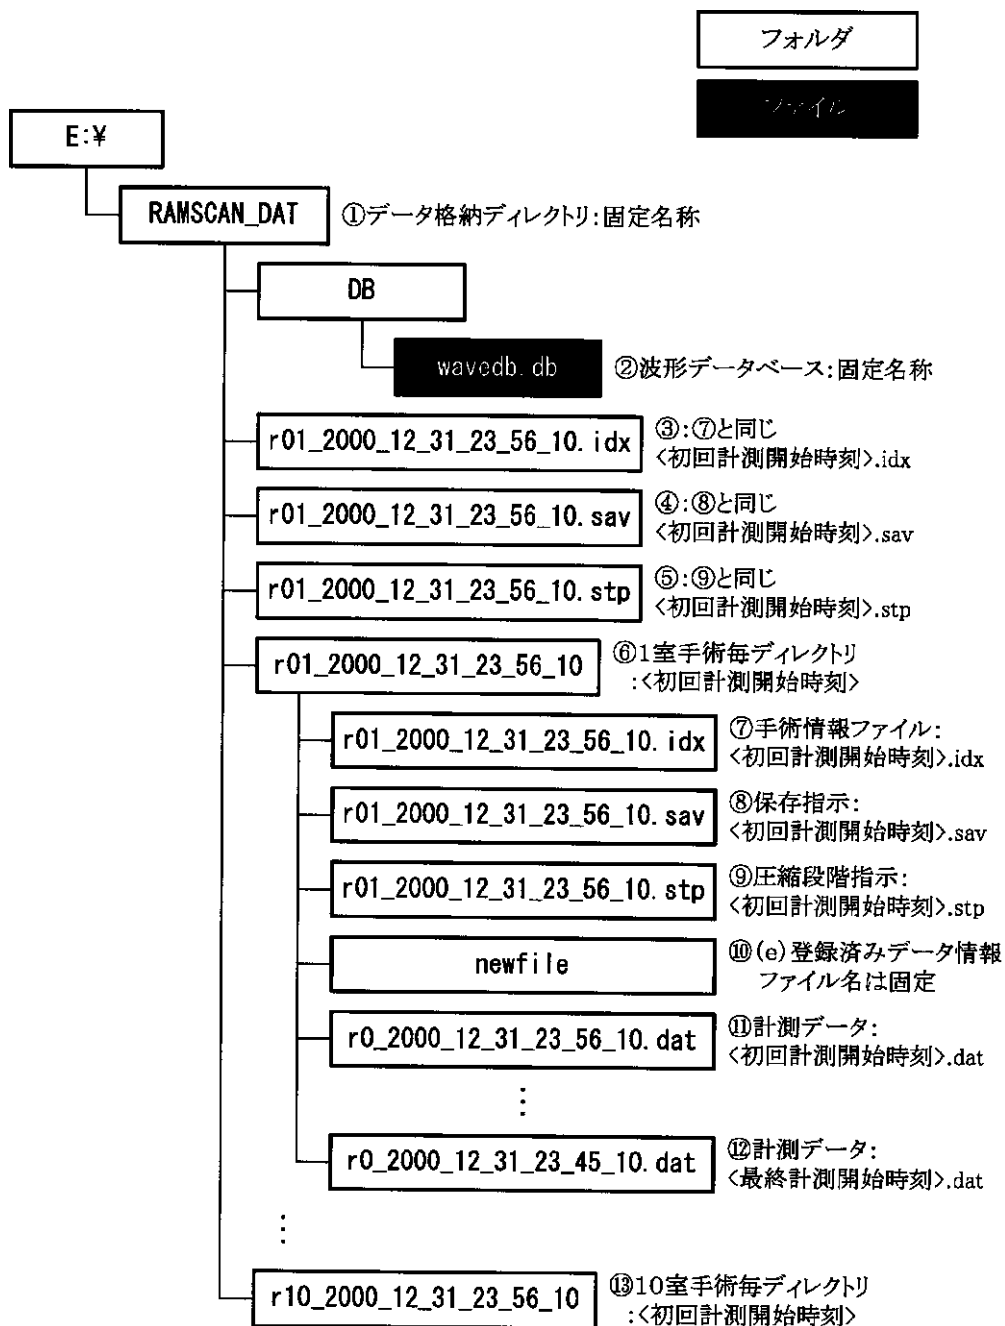 フォルダ
ファイル
E:¥
RAMSCAN_DAT
①データ格納ディレクトリ:固定名称
DB
wavedb.db
②波形データベース:固定名称
r01_2000_12_31_23_56_10.idx
③:⑦と同じ
<初回計測開始時刻>.idx
r01_2000_12_31_23_56_10.sav
④:⑧と同じ
<初回計測開始時刻>.sav
r01_2000_12_31_23_56_10.stp
⑤:⑨と同じ
<初回計測開始時刻>.stp
r01_2000_12_31_23_56_10
⑥1室手術毎ディレクトリ
:<初回計測開始時刻>
r01_2000_12_31_23_56_10.idx
⑦手術情報ファイル:
<初回計測開始時刻>.idx
r01_2000_12_31_23_56_10.sav
⑧保存指示:
<初回計測開始時刻>.sav
r01_2000_12_31_23_56_10.stp
⑨圧縮段階指示:
<初回計測開始時刻>.stp
newfile
⑩(e)登録済みデータ情報
ファイル名は固定
r0_2000_12_31_23_56_10.dat
⑪計測データ:
<初回計測開始時刻>.dat
r0_2000_12_31_23_45_10.dat
⑫計測データ:
<最終計測開始時刻>.dat
r10_2000_12_31_23_56_10
⑬10室手術毎ディレクトリ
:<初回計測開始時刻>